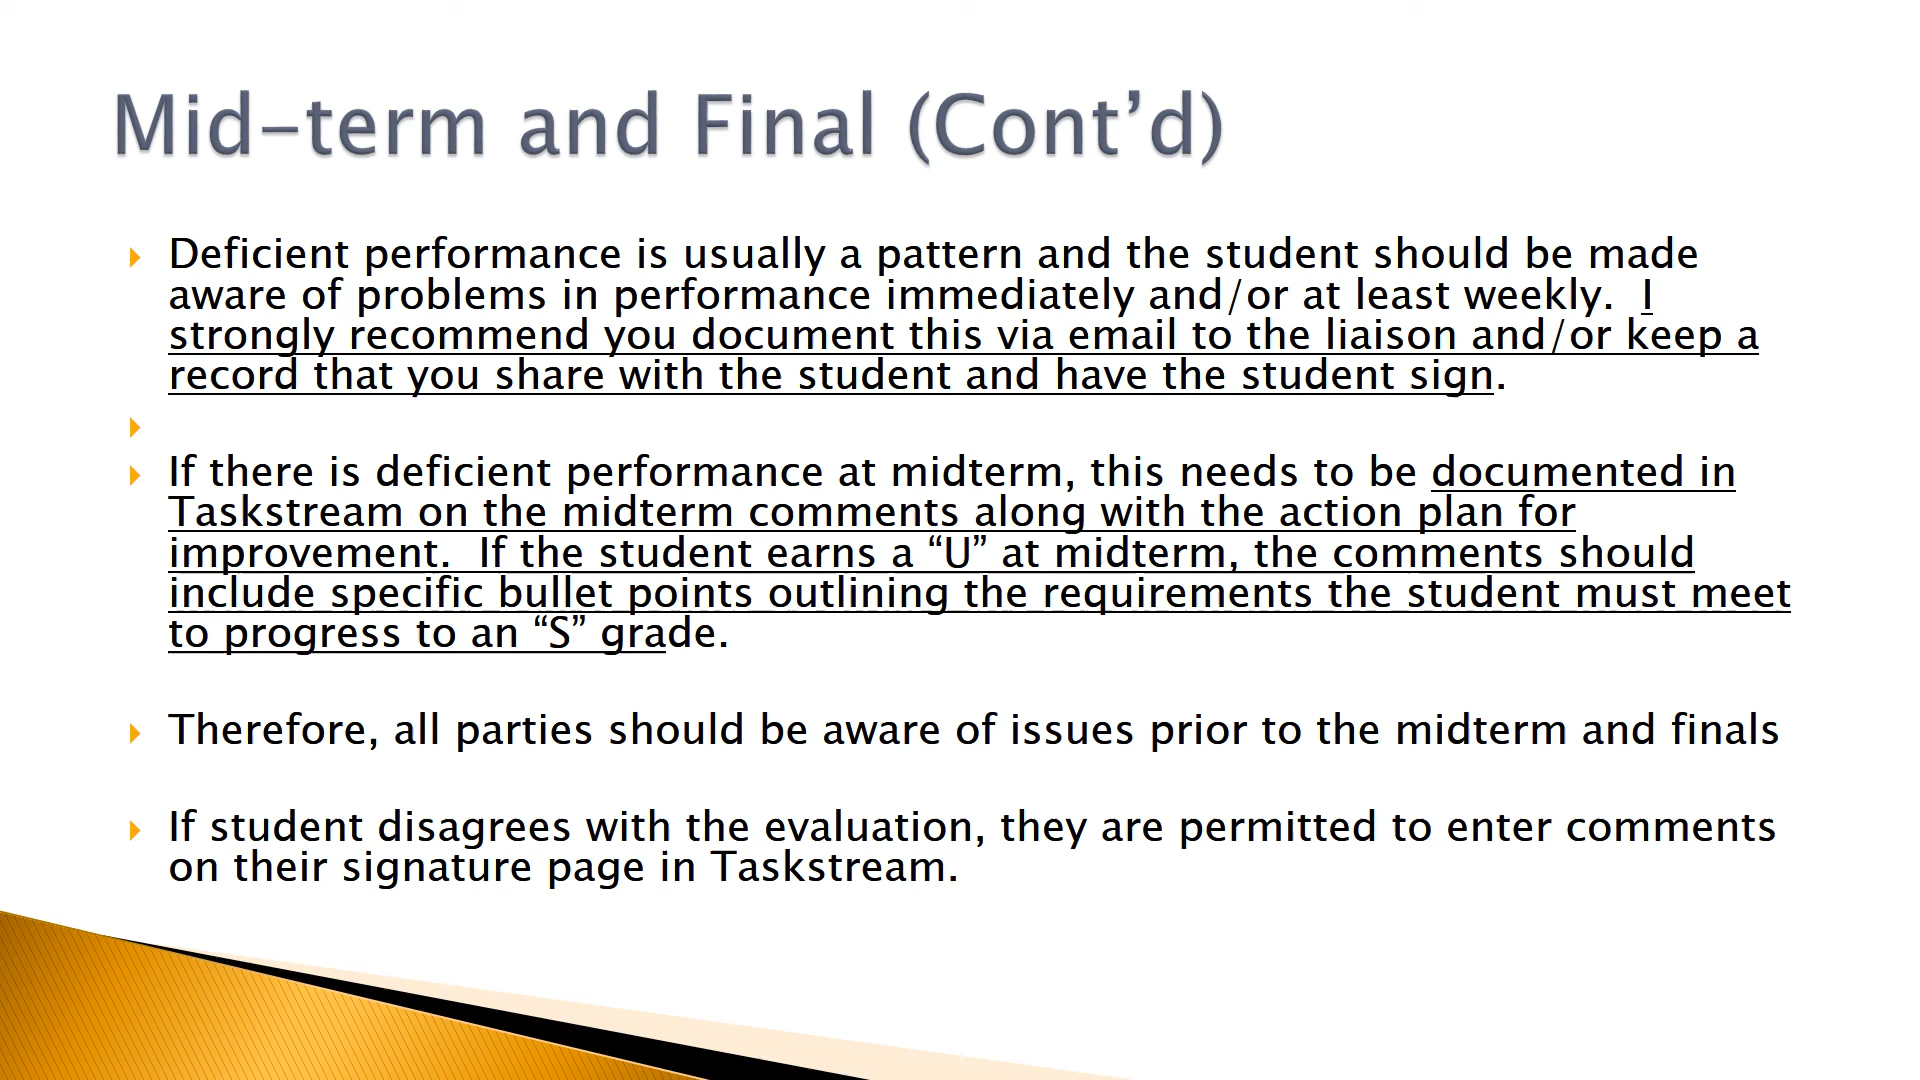 Mid-term and Final (Cont’d)
Deficient performance is usually a pattern and the student should be made
aware of problems in performance immediately and/or at least weekly.  I
strongly recommend you document this via email to the liaison and/or keep a
record that you share with the student and have the student sign.
If there is deficient performance at midterm, this needs to be documented in
Taskstream on the midterm comments along with the action plan for
improvement.  If the student earns a “U” at midterm, the comments should
include specific bullet points outlining the requirements the student must meet
to progress to an “S” grade.
Therefore, all parties should be aware of issues prior to the midterm and finals
If student disagrees with the evaluation, they are permitted to enter comments
on their signature page in Taskstream.